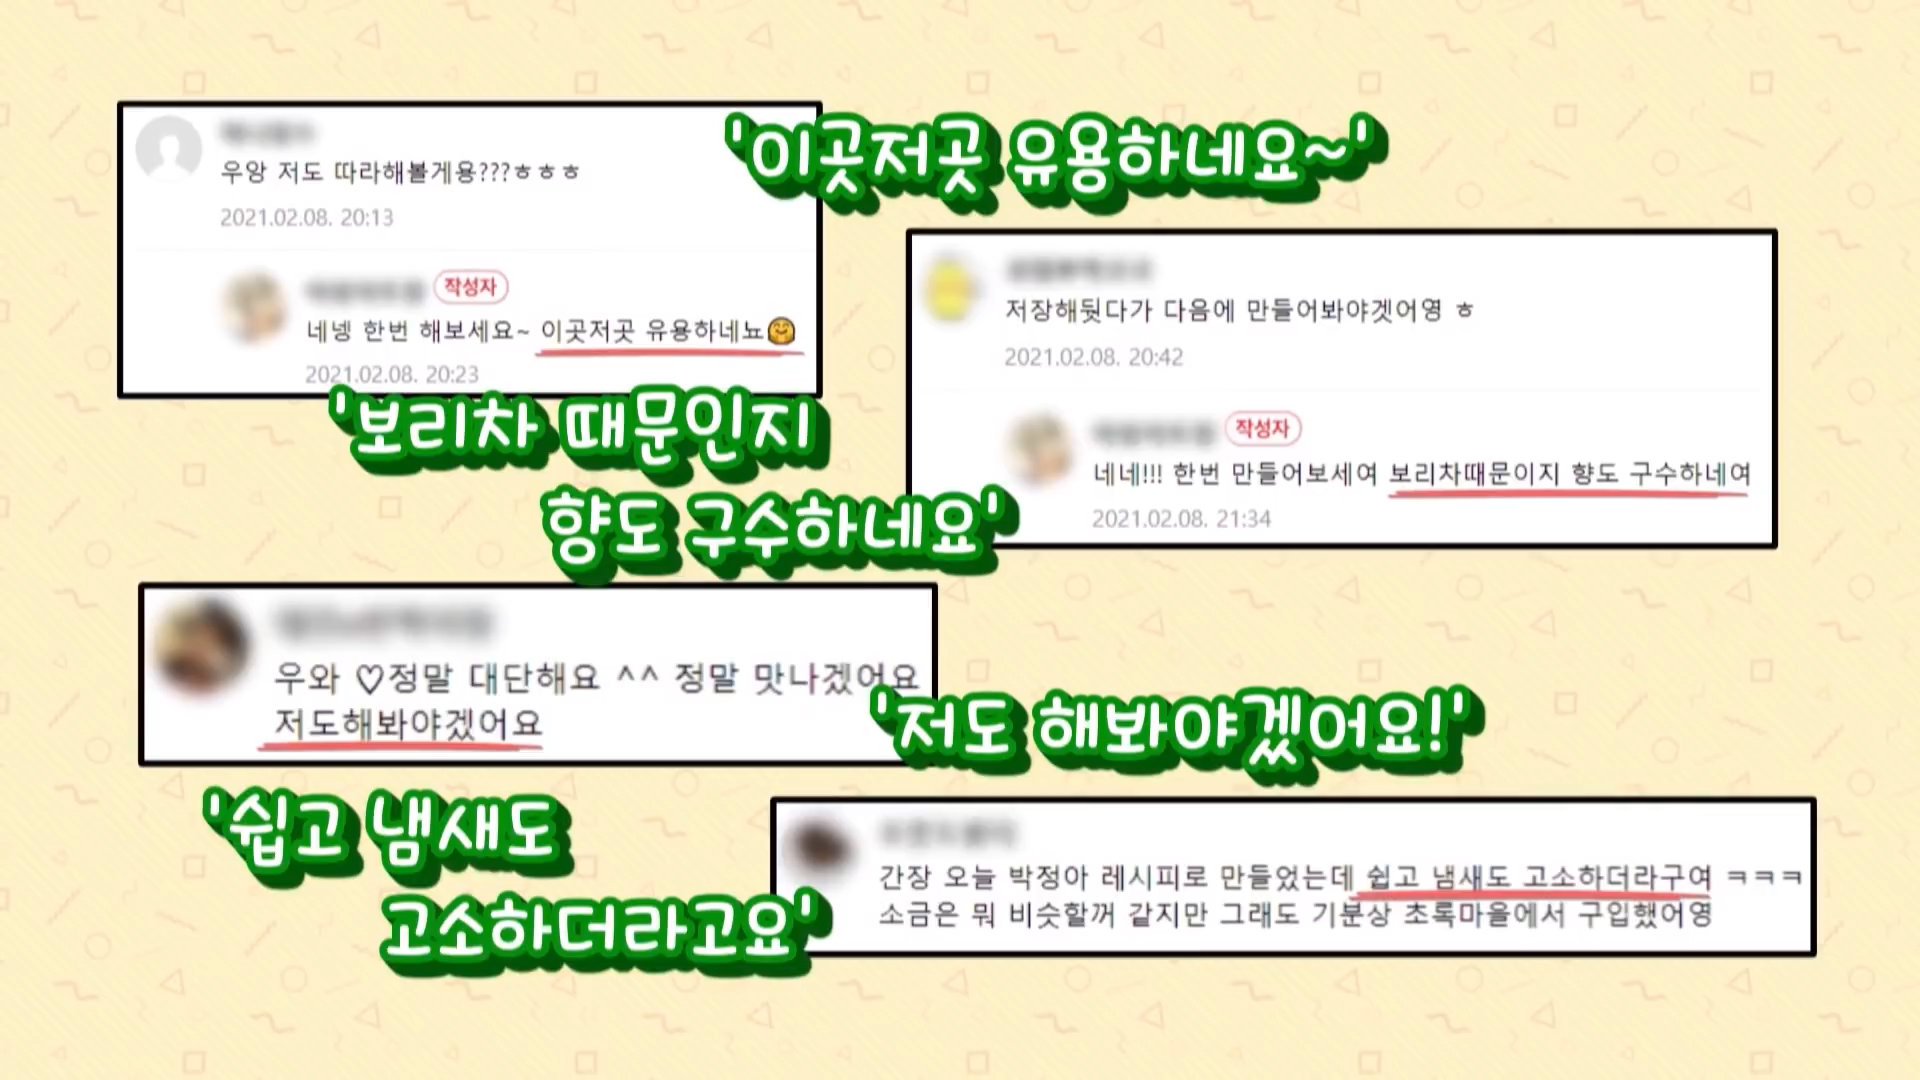 우앙 저도 따라해볼게용???ㅎㅎㅎ
2021.02.08. 20:13
작성자
네넹 한번 해보세요~ 이곳저곳 유용하네뇨
2021.02.08. 20:23
'이곳저곳 유용하네요~'
저장해뒀다가 다음에 만들어봐야겟어영 ㅎ
2021.02.08. 20:42
작성자
네네!!! 한번 만들어보세여 보리차때문이지 향도 구수하네여
2021.02.08. 21:34
'보리차 때문인지
향도 구수하네요'
우와 ♡정말 대단해요 ^^ 정말 맛나겠어요
저도해봐야겠어요
'저도 해봐야겠어요!'
'쉽고 냄새도
고소하더라고요'
간장 오늘 박정아 레시피로 만들었는데 쉽고 냄새도 고소하더라구여 ㅋㅋㅋ
소금은 뭐 비슷할꺼 같지만 그래도 기분상 초록마을에서 구입했어영